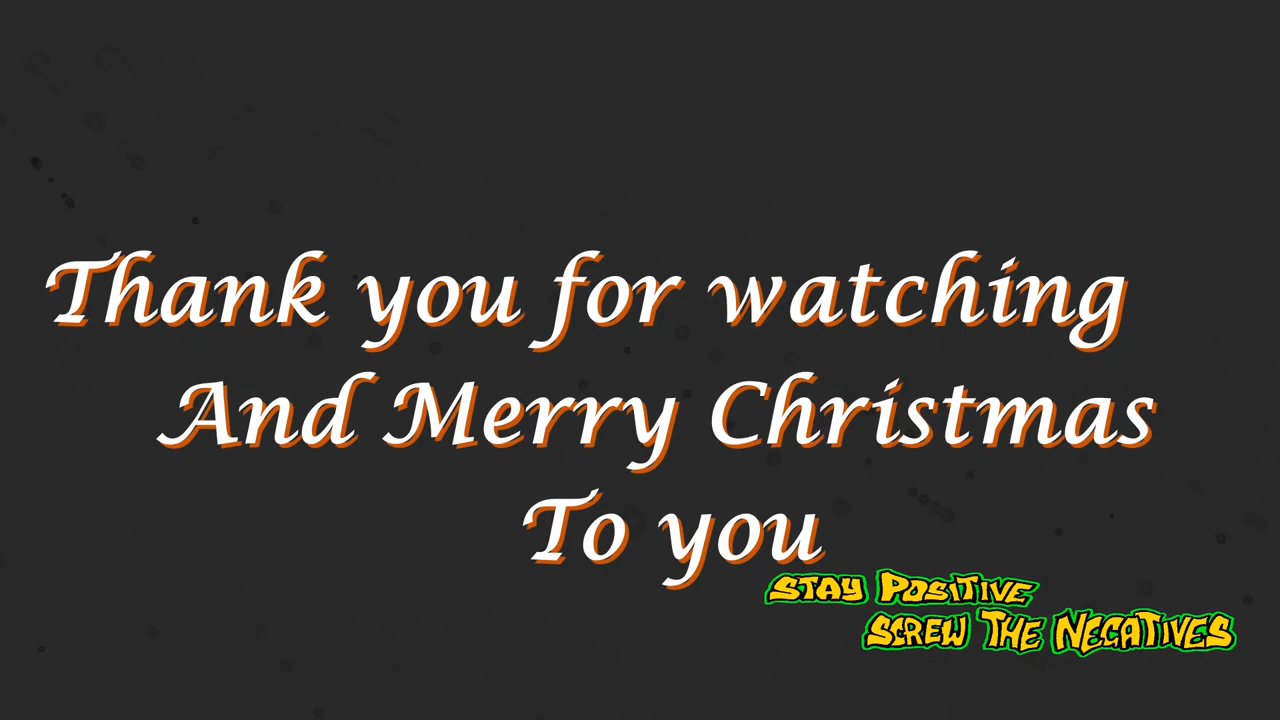 Thank you for watching
And Merry Christmas
To you
STAY POSITIVE
SCREW THE NEGATIVES